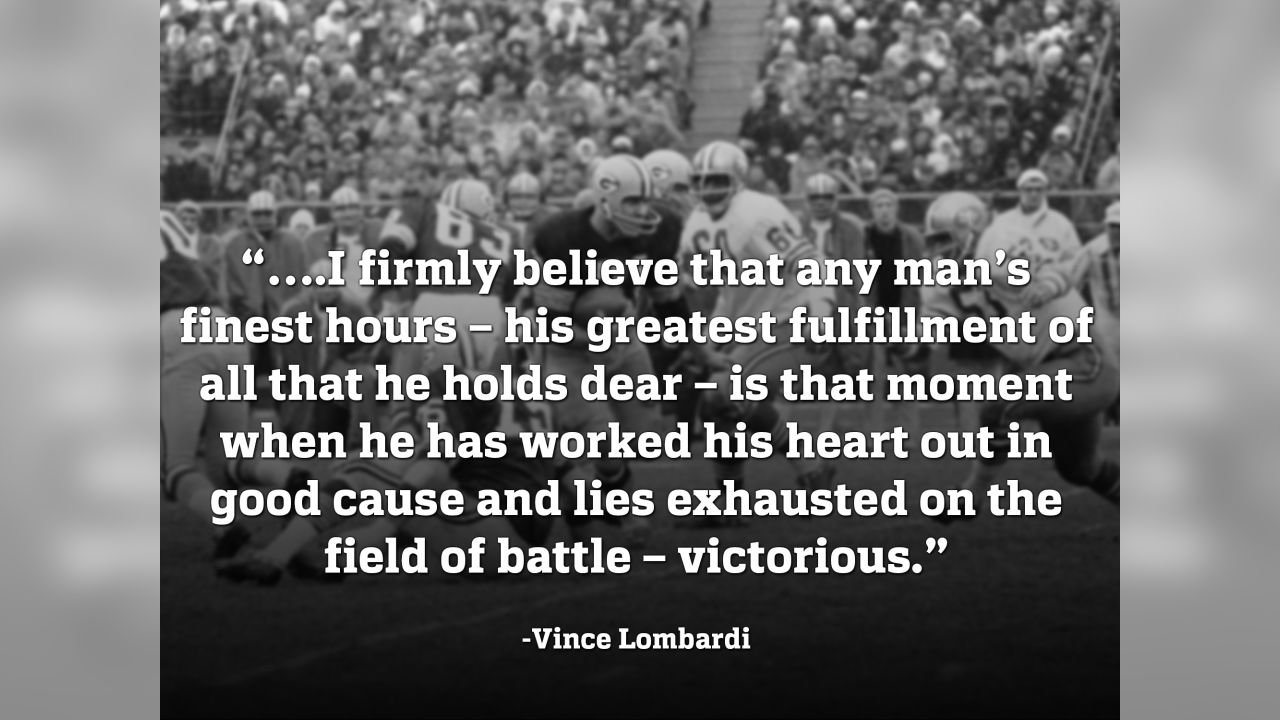 “….I firmly believe that any man’s
finest hours – his greatest fulfillment of
all that he holds dear – is that moment
when he has worked his heart out in
good cause and lies exhausted on the
field of battle – victorious.”
-Vince Lombardi